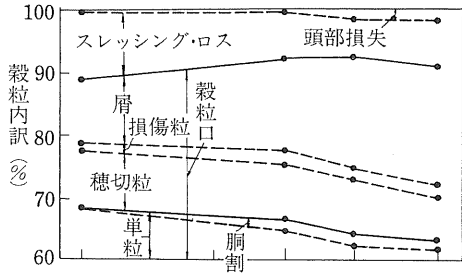 100
90
80
70
60
穀粒内訳(%)
スレッシング・ロス
頭部損失
屑
損傷粒
穀粒口
穂切粒
単粒
胴割